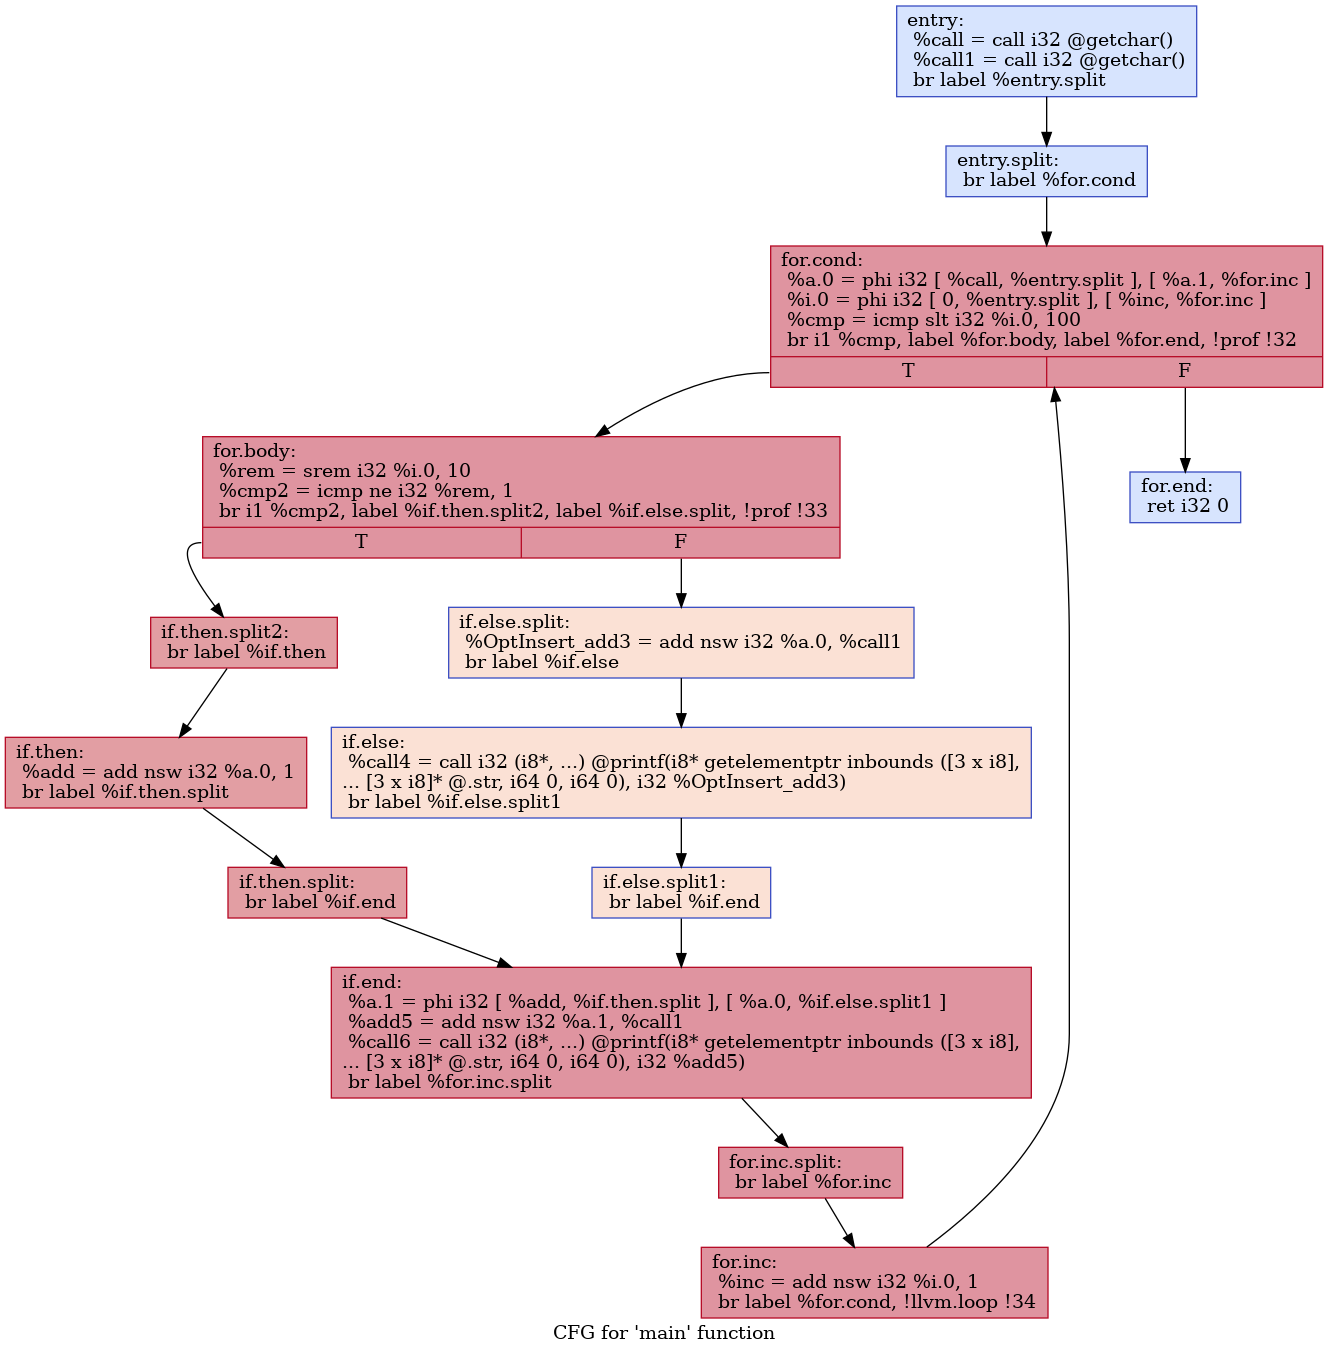 entry:
%call = call i32 @getchar()
%call1 = call i32 @getchar()
br label %entry.split
entry.split:
br label %for.cond
for.cond:
%a.0 = phi i32 [ %call, %entry.split ], [ %a.1, %for.inc ]
%i.0 = phi i32 [ 0, %entry.split ], [ %inc, %for.inc ]
%cmp = icmp slt i32 %i.0, 100
br i1 %cmp, label %for.body, label %for.end, !prof !32
T
F
for.body:
%rem = srem i32 %i.0, 10
%cmp2 = icmp ne i32 %rem, 1
br i1 %cmp2, label %if.then.split2, label %if.else.split, !prof !33
T
F
for.end:
ret i32 0
if.then.split2:
br label %if.then
if.else.split:
%OptInsert_add3 = add nsw i32 %a.0, %call1
br label %if.else
if.then:
%add = add nsw i32 %a.0, 1
br label %if.then.split
if.else:
%call4 = call i32 (i8*, ...) @printf(i8* getelementptr inbounds ([3 x i8],
... [3 x i8]* @.str, i64 0, i64 0), i32 %OptInsert_add3)
br label %if.else.split1
if.then.split:
br label %if.end
if.else.split1:
br label %if.end
if.end:
%a.1 = phi i32 [ %add, %if.then.split ], [ %a.0, %if.else.split1 ]
%add5 = add nsw i32 %a.1, %call1
%call6 = call i32 (i8*, ...) @printf(i8* getelementptr inbounds ([3 x i8],
... [3 x i8]* @.str, i64 0, i64 0), i32 %add5)
br label %for.inc.split
for.inc.split:
br label %for.inc
for.inc:
%inc = add nsw i32 %i.0, 1
br label %for.cond, !llvm.loop !34
CFG for 'main' function